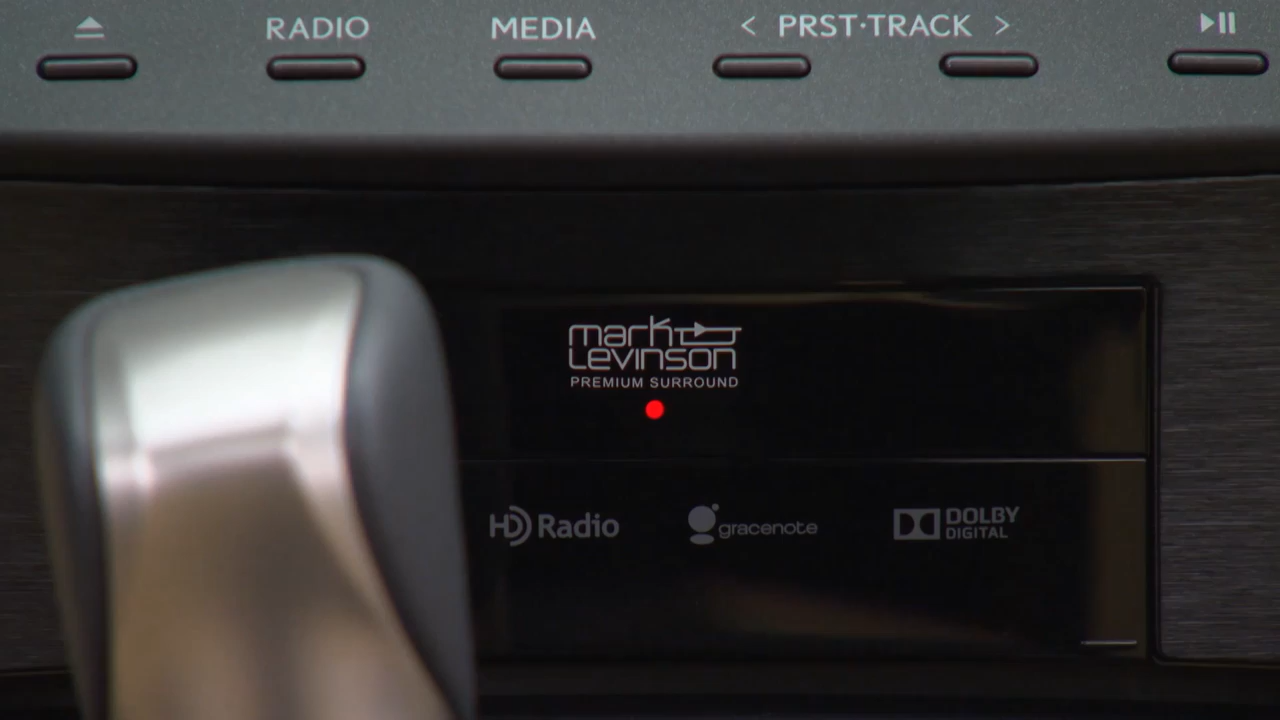 RADIO MEDIA < PRST·TRACK >
mark
Levinson
PREMIUM SURROUND
HD Radio gracenote DOLBY
DIGITAL